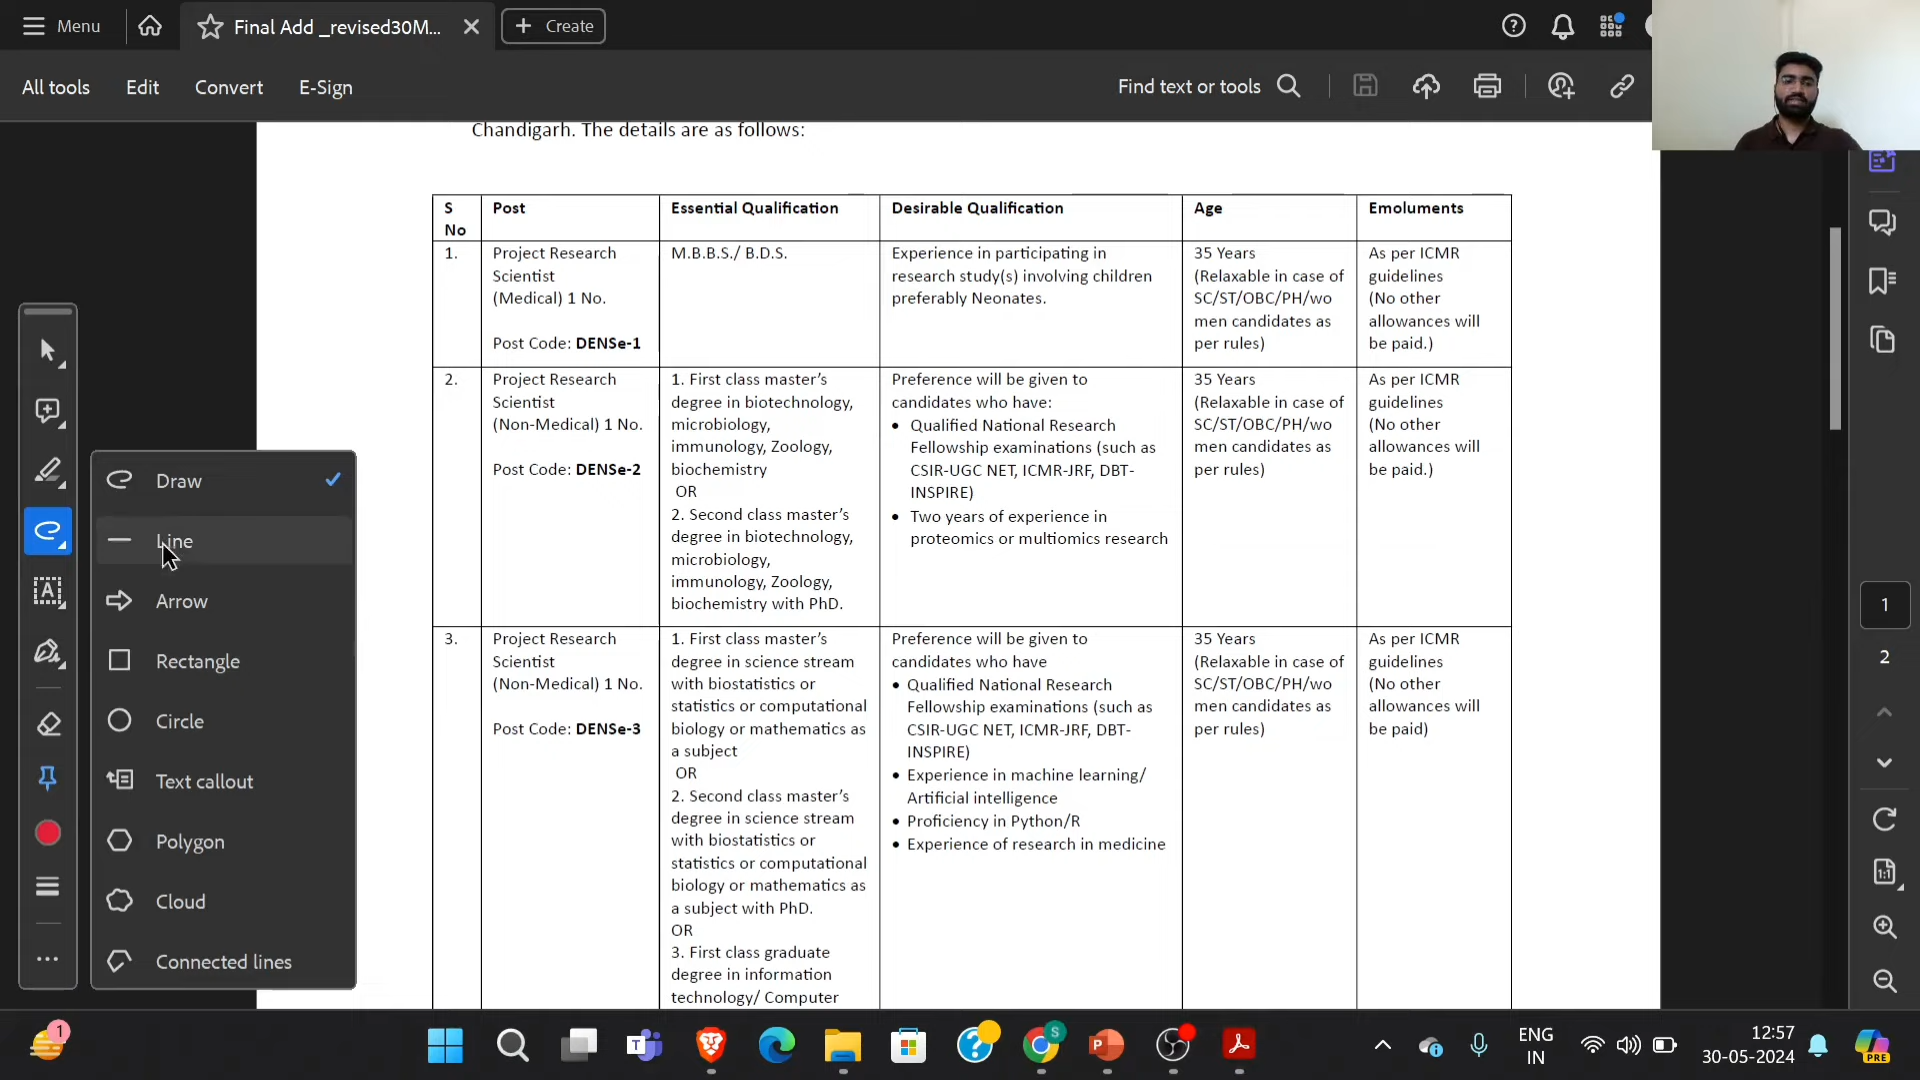 Menu
Final Add _revised30M...
Create
All tools
Edit
Convert
E-Sign
Find text or tools
Chandigarh. The details are as follows:
S No
Post
Essential Qualification
Desirable Qualification
Age
Emoluments
1.
Project Research
Scientist
(Medical) 1 No.
Post Code: DENSe-1
M.B.B.S./ B.D.S.
Experience in participating in
research study(s) involving children
preferably Neonates.
35 Years
(Relaxable in case of
SC/ST/OBC/PH/wo
men candidates as
per rules)
As per ICMR
guidelines
(No other
allowances will
be paid.)
2.
Project Research
Scientist
(Non-Medical) 1 No.
Post Code: DENSe-2
1. First class master’s
degree in biotechnology,
microbiology,
immunology, Zoology,
biochemistry
OR
2. Second class master’s
degree in biotechnology,
microbiology,
immunology, Zoology,
biochemistry with PhD.
Preference will be given to
candidates who have:
• Qualified National Research
Fellowship examinations (such as
CSIR-UGC NET, ICMR-JRF, DBT-
INSPIRE)
• Two years of experience in
proteomics or multiomics research
35 Years
(Relaxable in case of
SC/ST/OBC/PH/wo
men candidates as
per rules)
As per ICMR
guidelines
(No other
allowances will
be paid.)
3.
Project Research
Scientist
(Non-Medical) 1 No.
Post Code: DENSe-3
1. First class master’s
degree in science stream
with biostatistics or
statistics or computational
biology or mathematics as
a subject
OR
2. Second class master’s
degree in science stream
with biostatistics or
statistics or computational
biology or mathematics as
a subject with PhD.
OR
3. First class graduate
degree in information
technology/ Computer
Preference will be given to
candidates who have
• Qualified National Research
Fellowship examinations (such as
CSIR-UGC NET, ICMR-JRF, DBT-
INSPIRE)
• Experience in machine learning/
Artificial intelligence
• Proficiency in Python/R
• Experience of research in medicine
35 Years
(Relaxable in case of
SC/ST/OBC/PH/wo
men candidates as
per rules)
As per ICMR
guidelines
(No other
allowances will
be paid)
Draw
Line
Arrow
Rectangle
Circle
Text callout
Polygon
Cloud
Connected lines
1
2
1:1
1
T
S
P
ENG
IN
12:57
30-05-2024
PRE